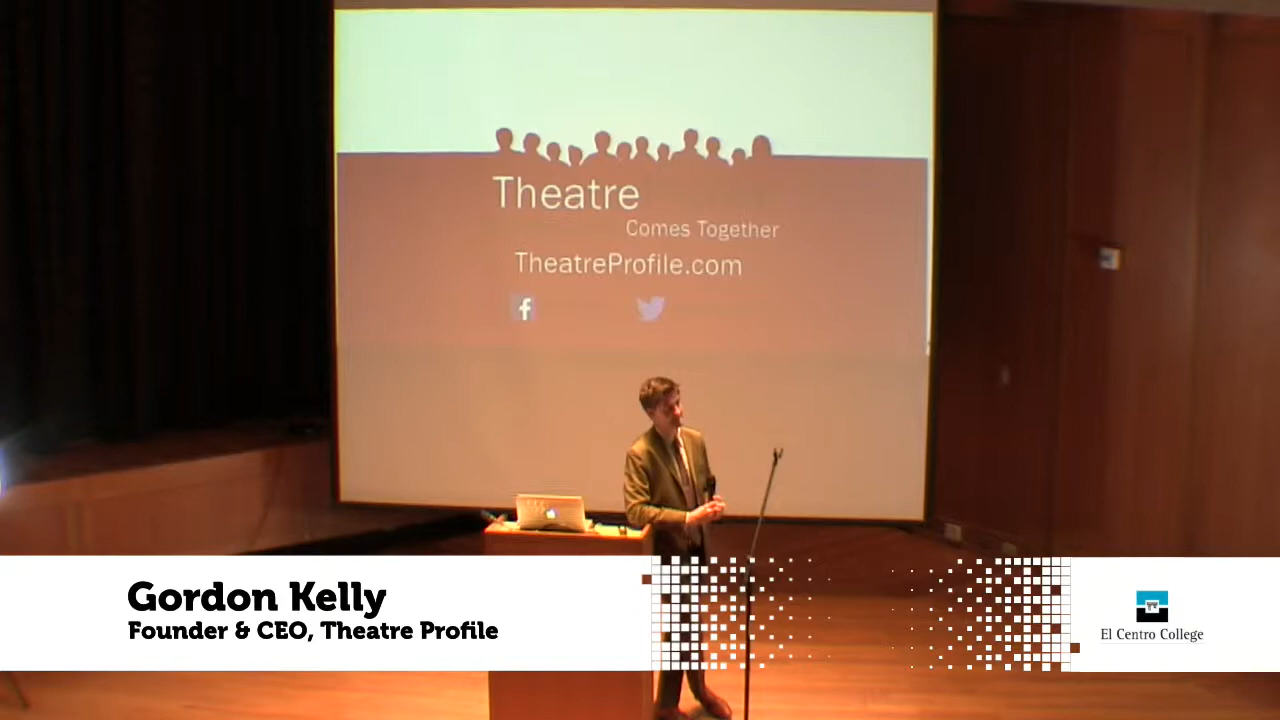 Theatre
Comes Together
TheatreProfile.com
f
Gordon Kelly
Founder & CEO, Theatre Profile
El Centro College